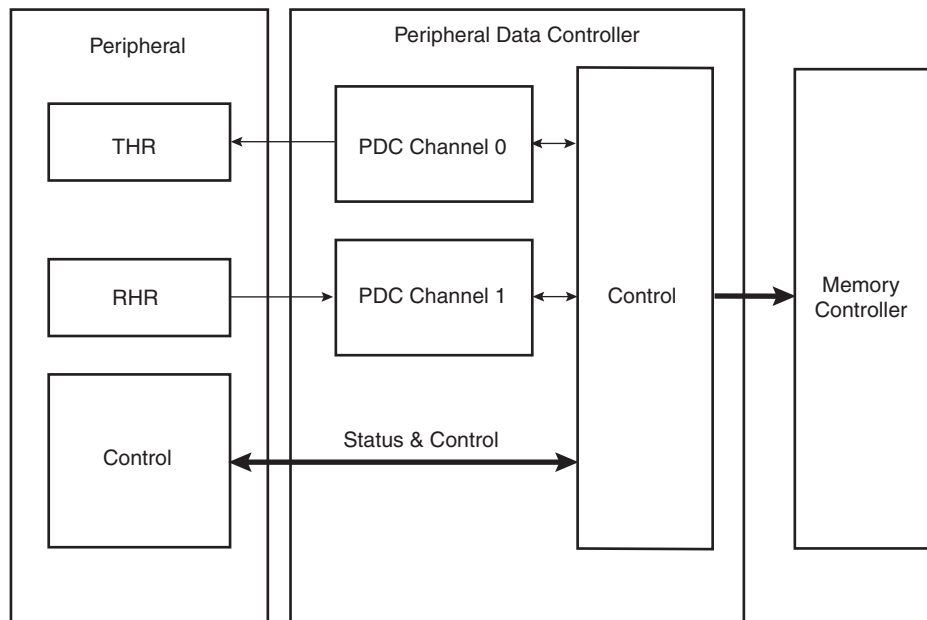 Peripheral
Peripheral Data Controller
THR
PDC Channel 0
RHR
PDC Channel 1
Control
Memory
Controller
Control
Status & Control